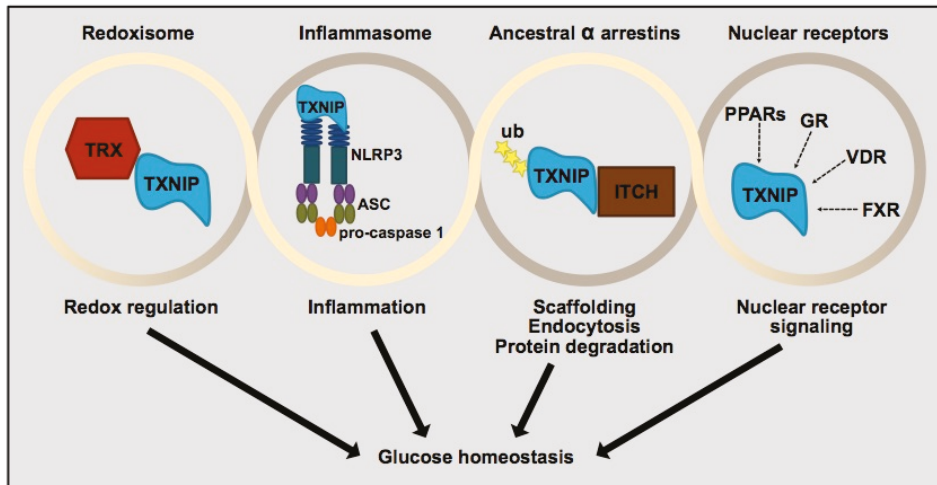 Redoxisome
Inflammasome
Ancestral α arrestins
Nuclear receptors
TRX
TXNIP
TXNIP
NLRP3
ASC
pro-caspase 1
ub
TXNIP
ITCH
PPARs
GR
VDR
TXNIP
FXR
Redox regulation
Inflammation
Scaffolding
Endocytosis
Protein degradation
Nuclear receptor
signaling
Glucose homeostasis